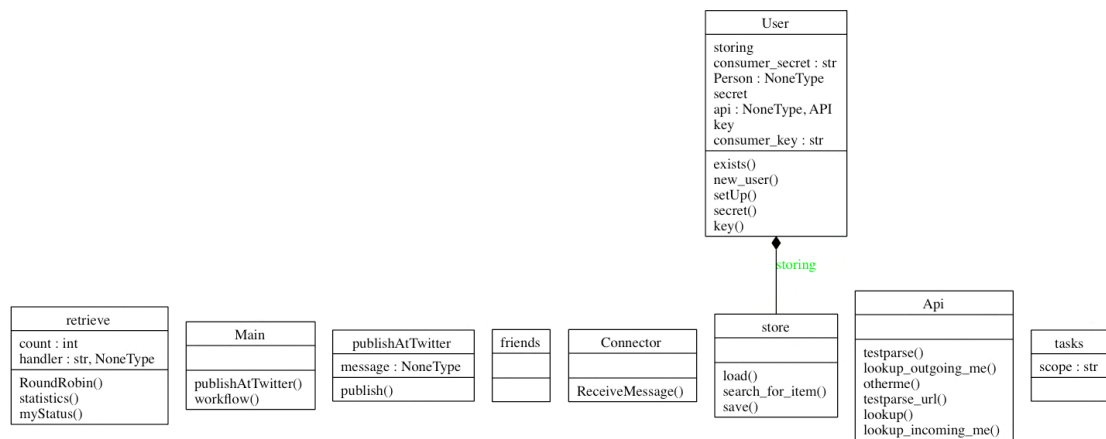 User
storing
consumer_secret : str
Person : NoneType
secret
api : NoneType, API
key
consumer_key : str
exists()
new_user()
setUp()
secret()
key()
storing
retrieve
count : int
handler : str, NoneType
RoundRobin()
statistics()
myStatus()
Main
publishAtTwitter()
workflow()
publishAtTwitter
message : NoneType
publish()
friends
Connector
ReceiveMessage()
store
load()
search_for_item()
save()
Api
testparse()
lookup_outgoing_me()
otherme()
testparse_url()
lookup()
lookup_incoming_me()
tasks
scope : str